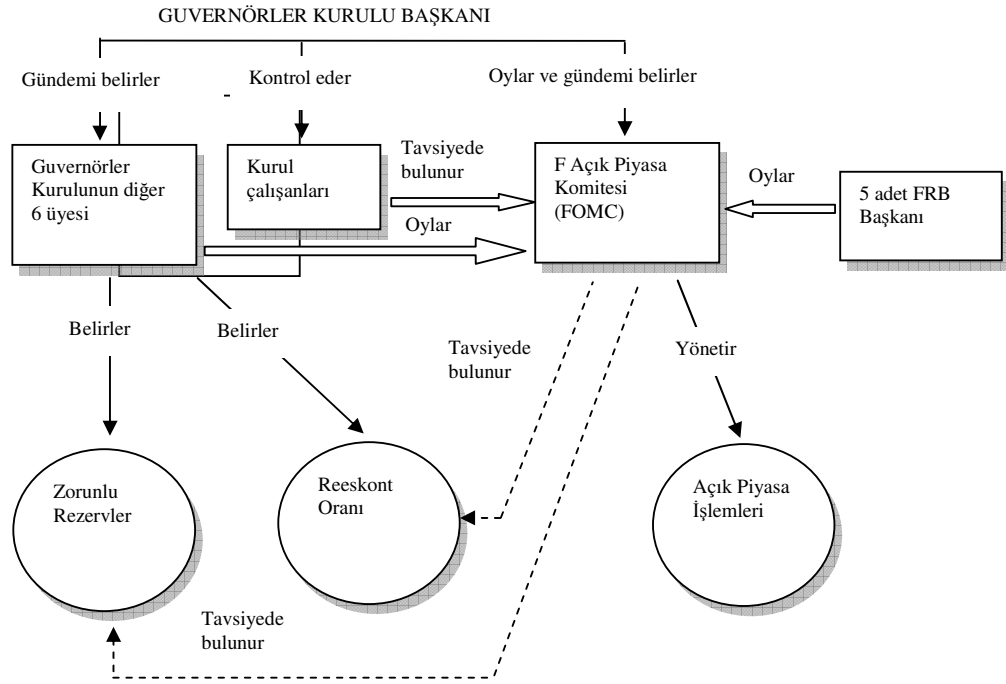 GUVERNÖRLER KURULU BAŞKANI
Gündemi belirler
Kontrol eder
Oylar ve gündemi belirler
Guvernörler
Kurulunun diğer
6 üyesi
Kurul
çalışanları
Tavsiyede
bulunur
Oylar
F Açık Piyasa
Komitesi
(FOMC)
Oylar
5 adet FRB
Başkanı
Belirler
Belirler
Tavsiyede
bulunur
Yönetir
Zorunlu
Rezervler
Reeskont
Oranı
Açık Piyasa
İşlemleri
Tavsiyede
bulunur